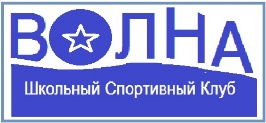 ВОЛНА
Школьный Спортивный Клуб